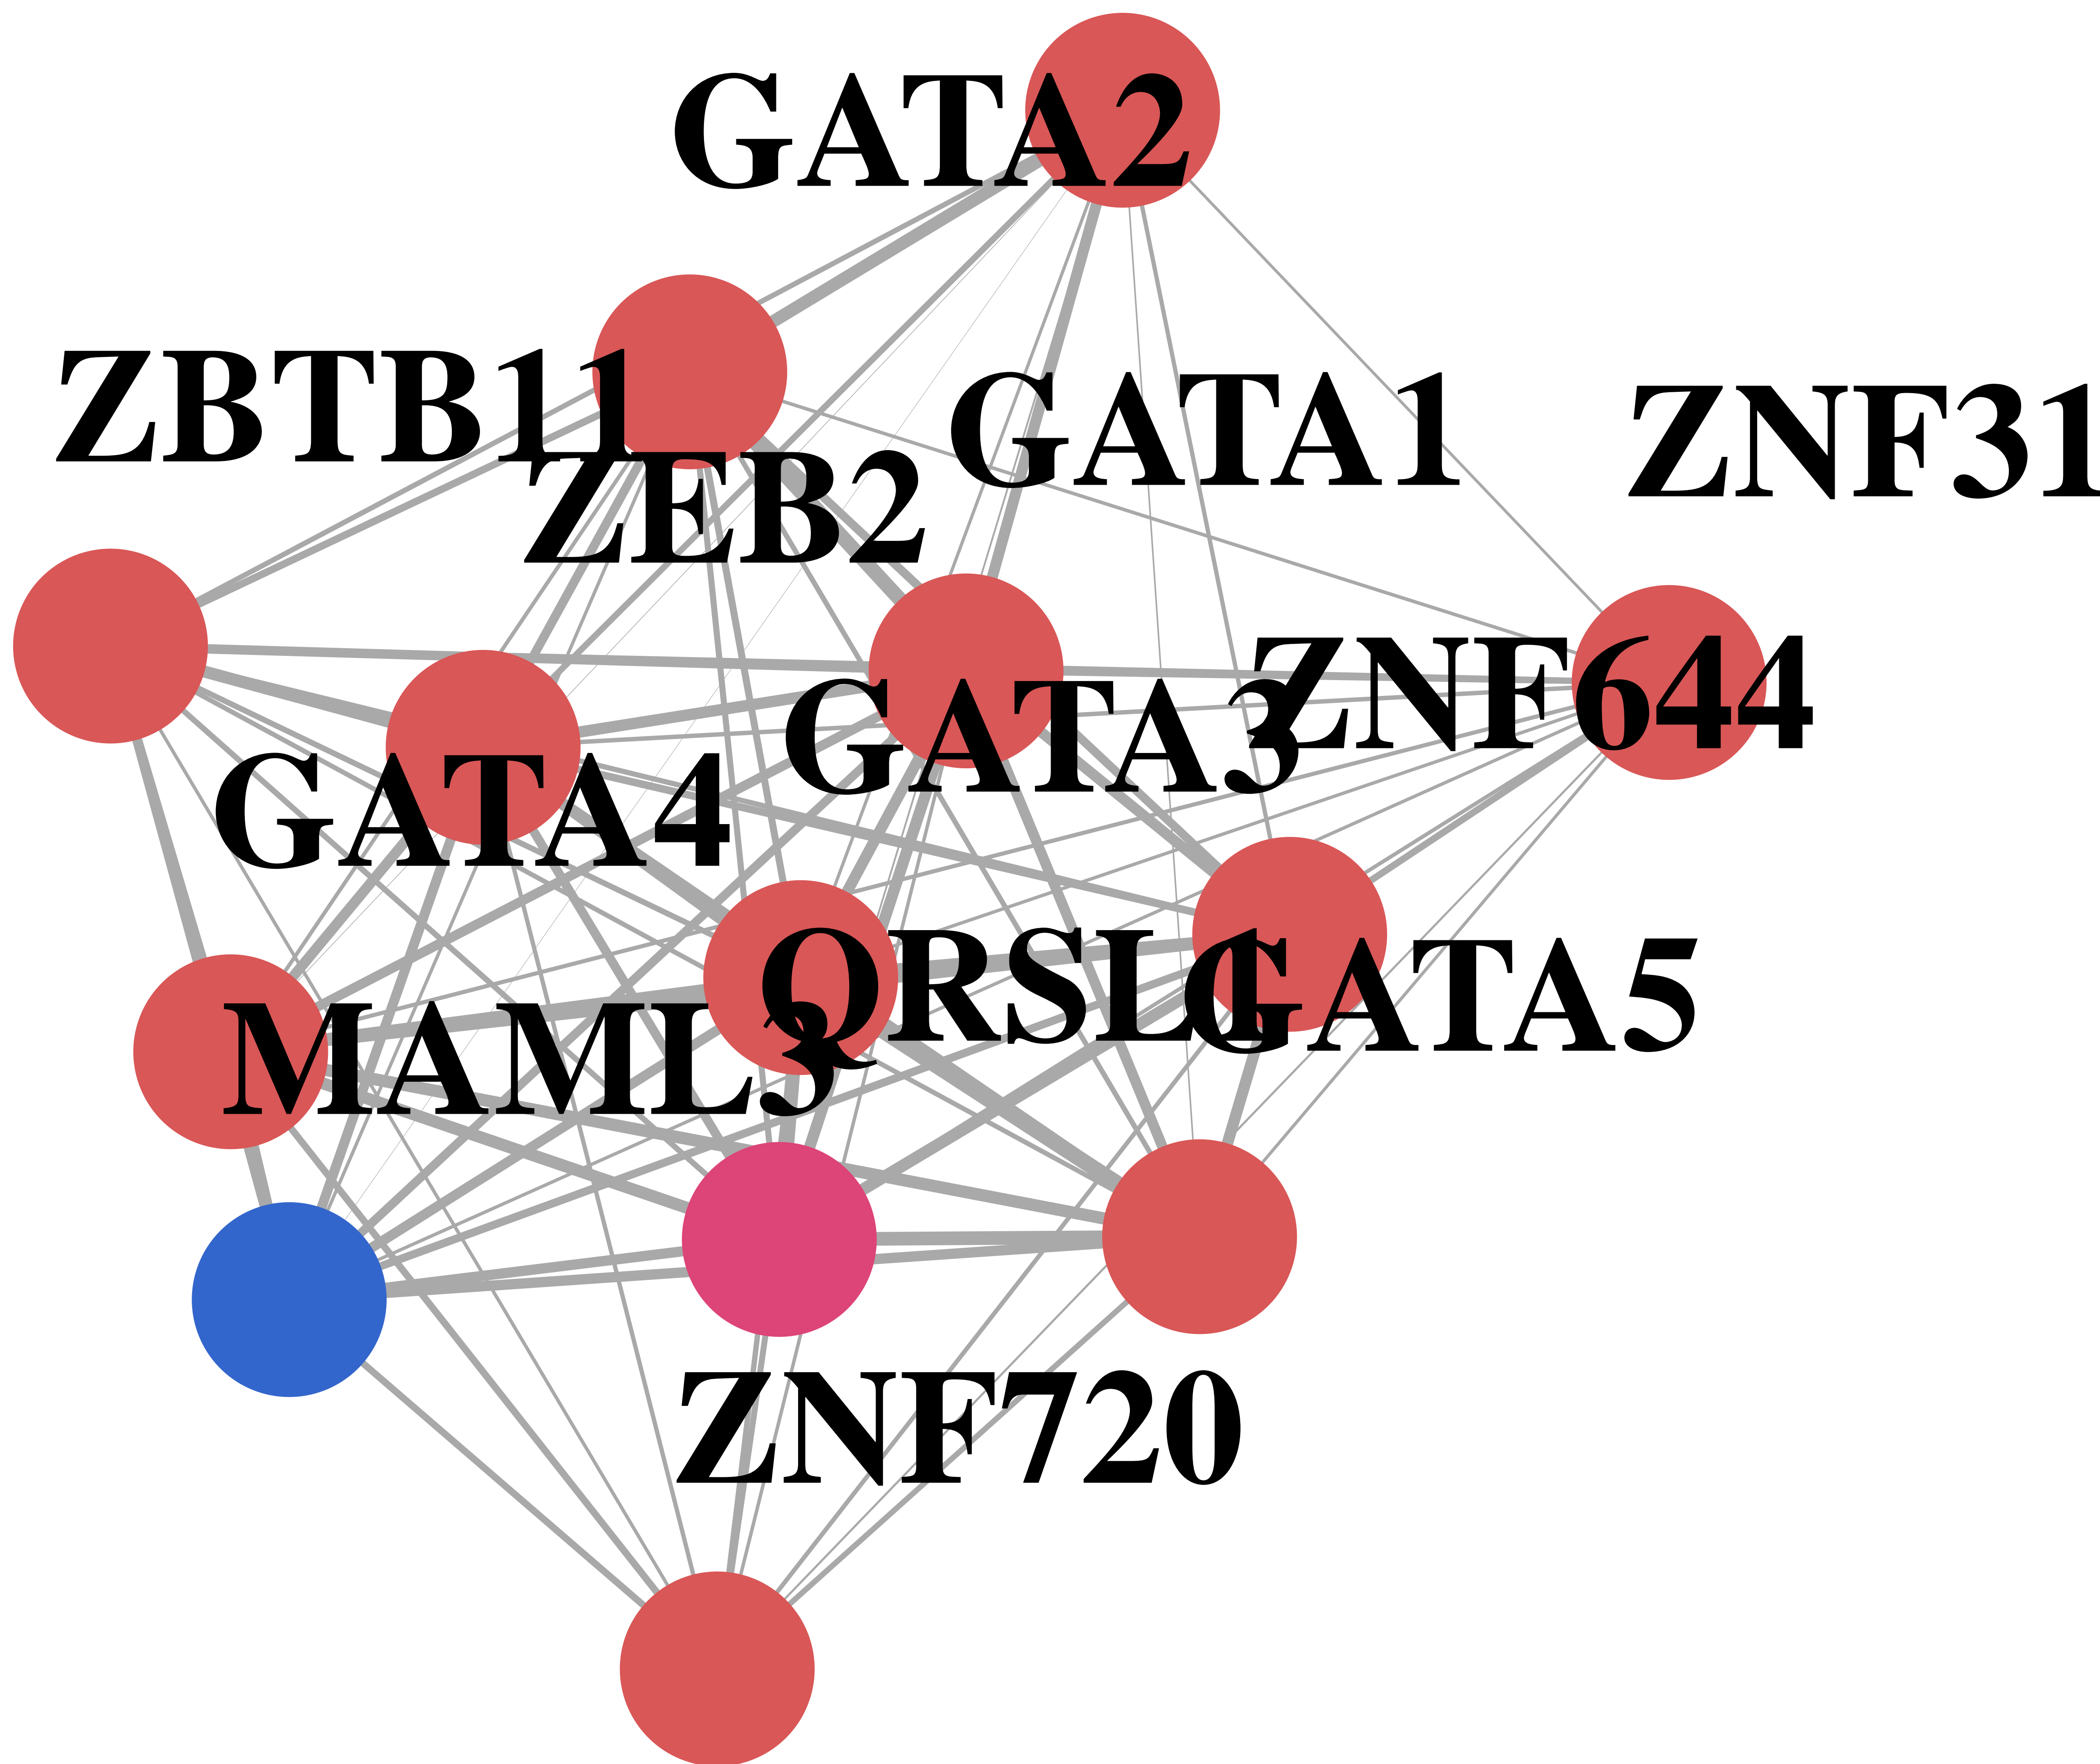 GATA2
ZBTB11
GATA1
ZNF31
ZEB2
ZNF644
GATA3
GATA4
QRSL1
GATA5
MAML3
ZNF720